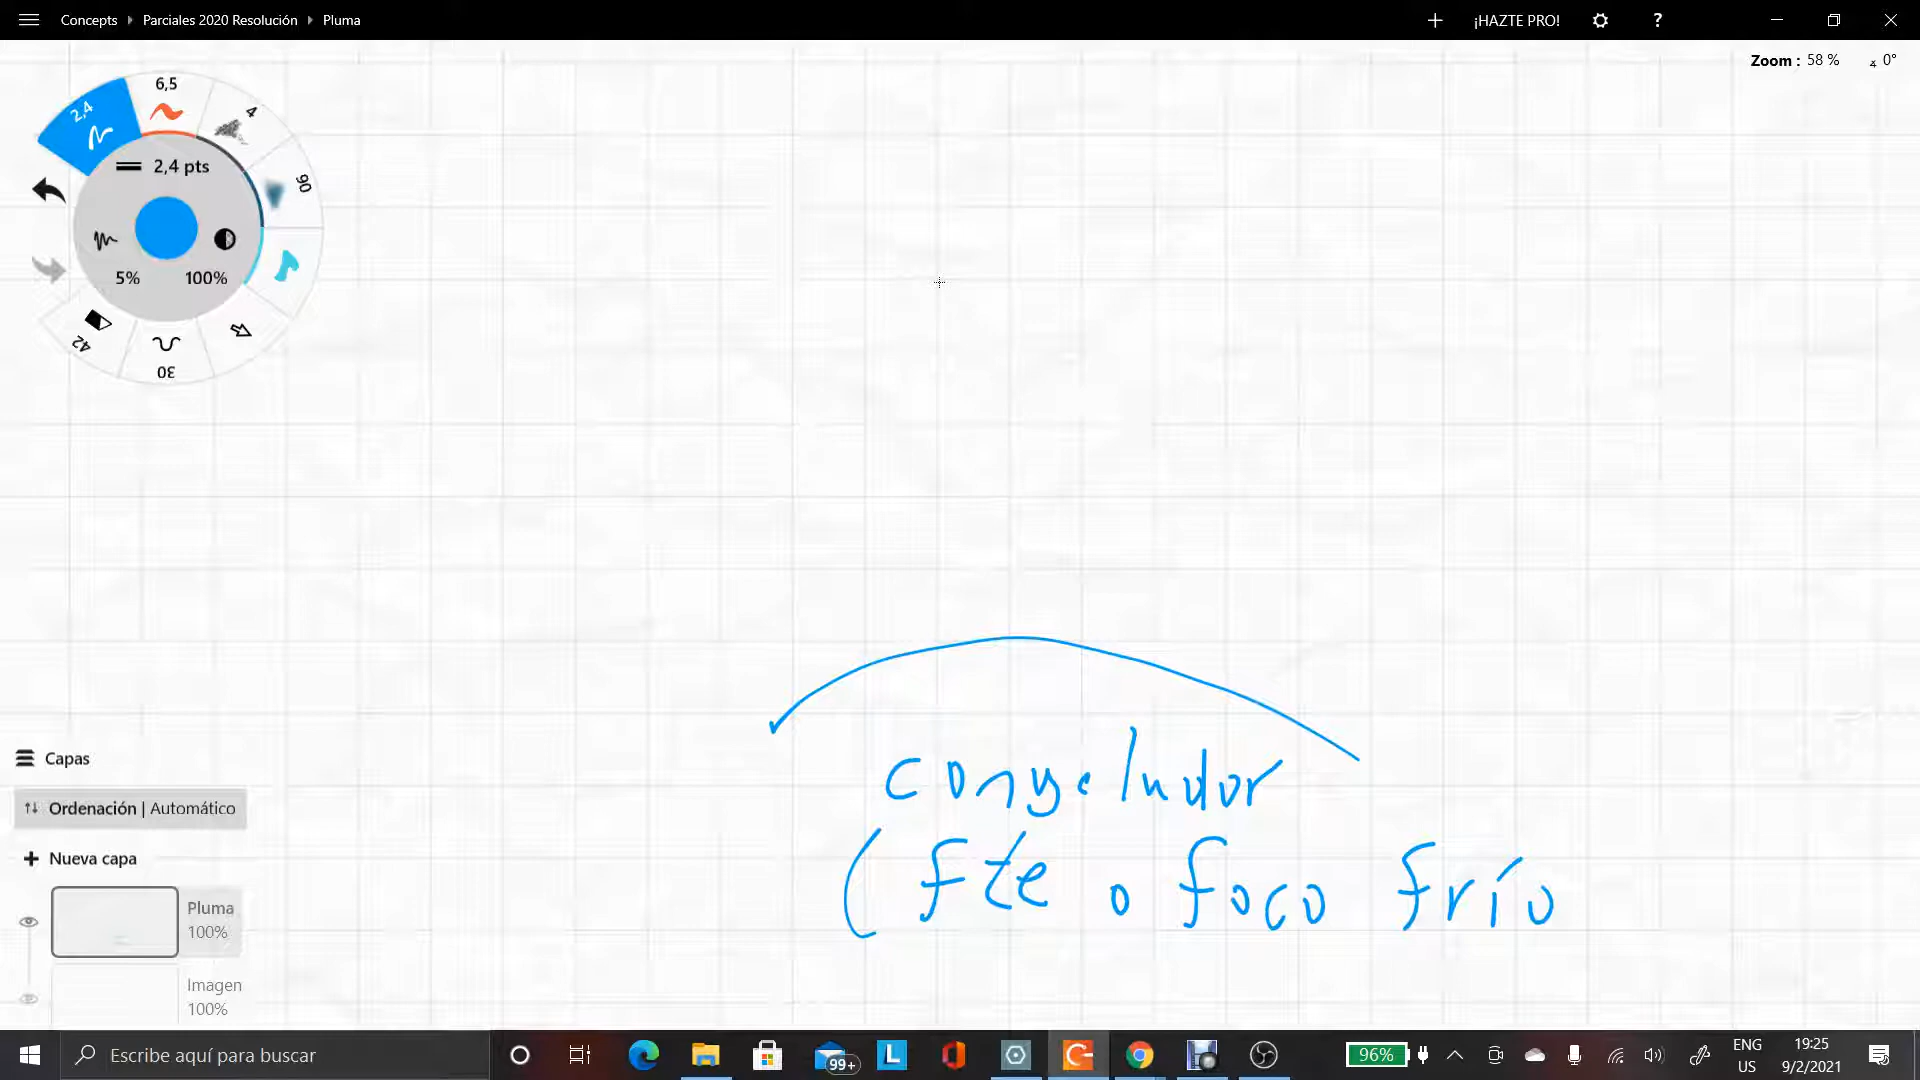 Concepts Parciales 2020 Resolución Pluma
¡HAZTE PRO! ?
Zoom : 58 % 0°
6,5
2,4
4
2,4 pts
90
5% 100%
42
30
Capas
Ordenación | Automático
Nueva capa
Pluma
100%
Imagen
100%
congelador
( fte o foco frío
Escribe aquí para buscar
99+
L
96%
ENG
US
19:25
9/2/2021